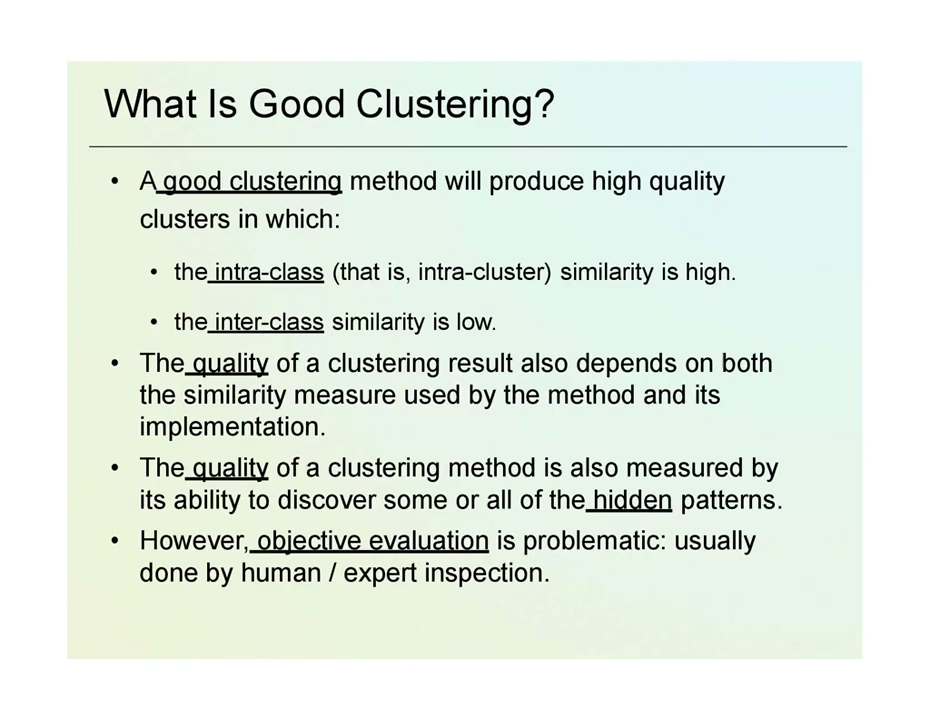 What Is Good Clustering?
• A good clustering method will produce high quality
clusters in which:
• the intra-class (that is, intra-cluster) similarity is high.
• the inter-class similarity is low.
• The quality of a clustering result also depends on both
the similarity measure used by the method and its
implementation.
• The quality of a clustering method is also measured by
its ability to discover some or all of the hidden patterns.
• However, objective evaluation is problematic: usually
done by human / expert inspection.